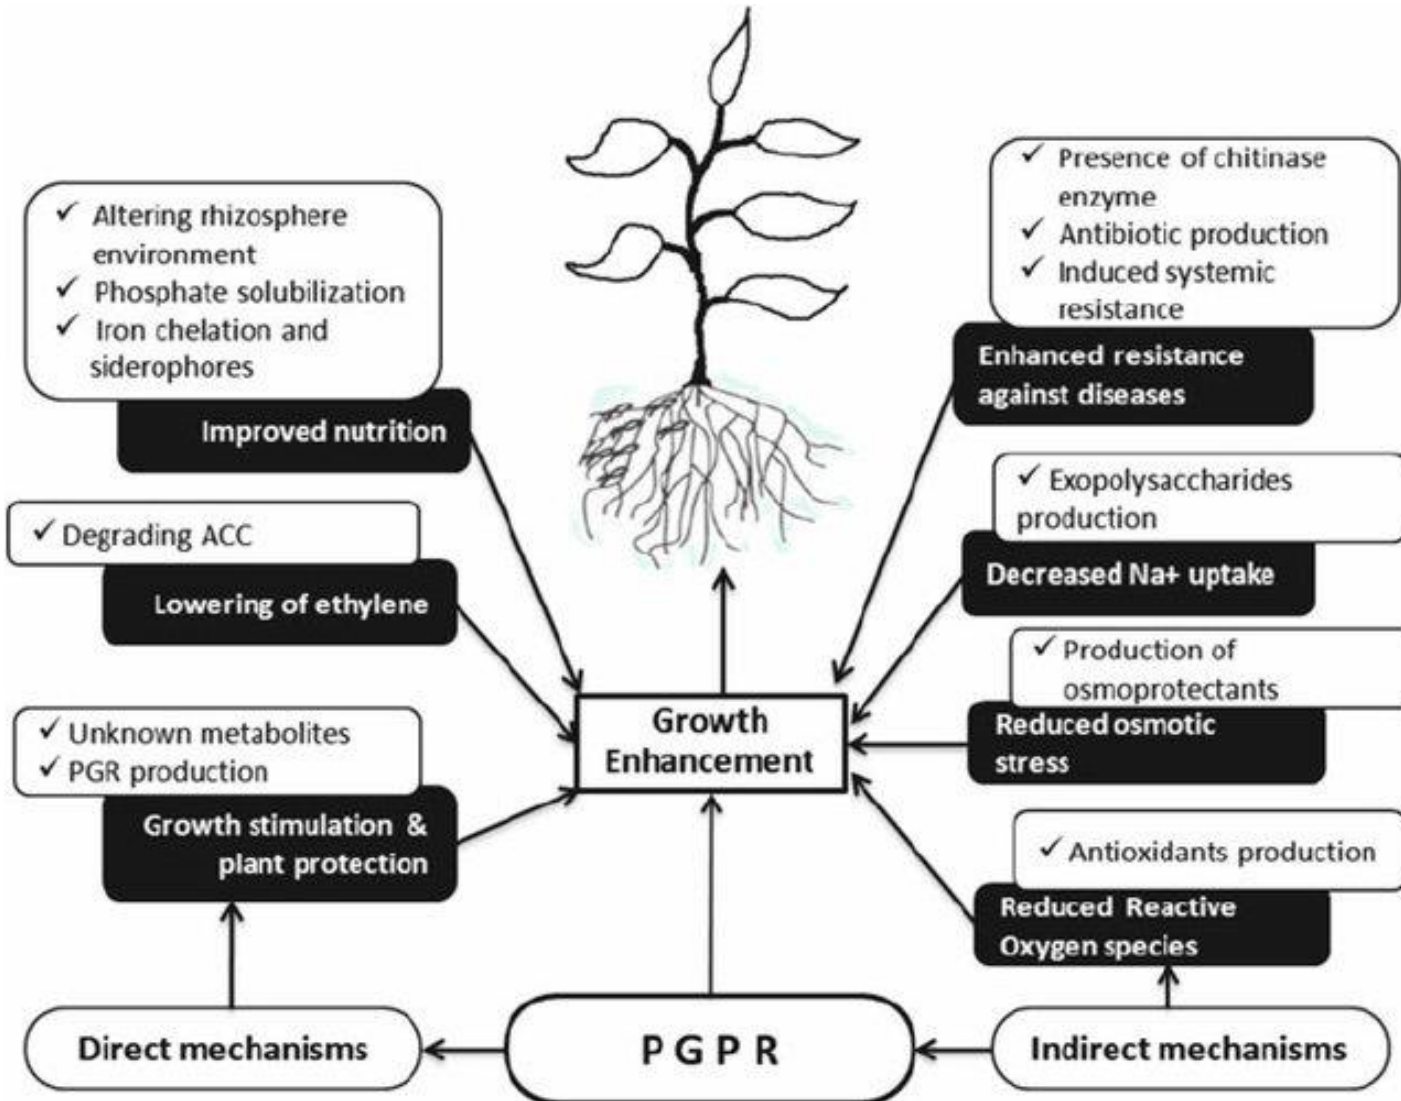 ✓ Altering rhizosphere
environment
✓ Phosphate solubilization
✓ Iron chelation and
siderophores
Improved nutrition
✓ Degrading ACC
Lowering of ethylene
✓ Unknown metabolites
✓ PGR production
Growth stimulation &
plant protection
Direct mechanisms
Growth
Enhancement
P G P R
✓ Presence of chitinase
enzyme
✓ Antibiotic production
✓ Induced systemic
resistance
Enhanced resistance
against diseases
✓ Exopolysaccharides
production
Decreased Na+ uptake
✓ Production of
osmoprotectants
Reduced osmotic
stress
✓ Antioxidants production
Reduced Reactive
Oxygen species
Indirect mechanisms